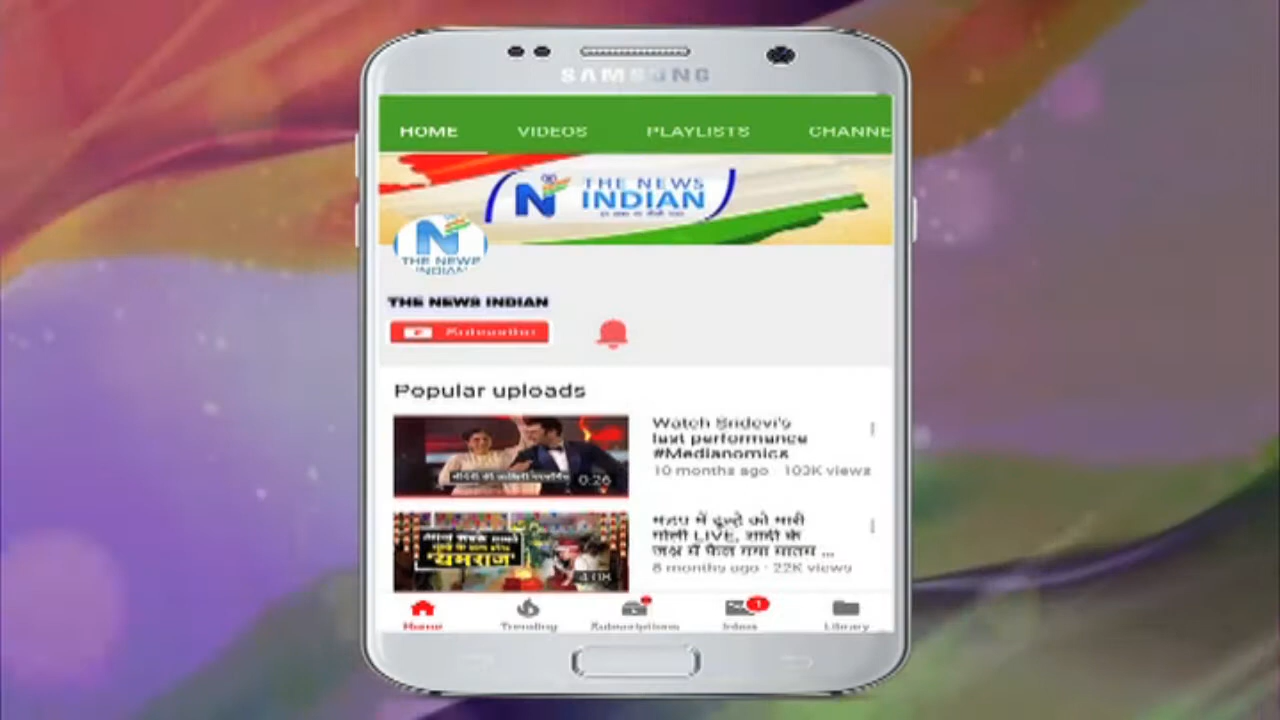 SAMSUNG
HOME VIDEOS PLAYLISTS CHANNE
THE NEWS
INDIAN
N
THE NEWS
INDIAN
THE NEWS INDIAN
Subscribe
Popular uploads
Watch Sridevi's
last performance
#Medianomics
10 months ago · 103K views
0:26
मंडप में दूल्हे को मारी
गोली LIVE, शादी के
जश्न में फैल गया मातम ...
8 months ago · 22K views
'यमराज'
4:08
1
Home Trending Subscriptions Inbox Library